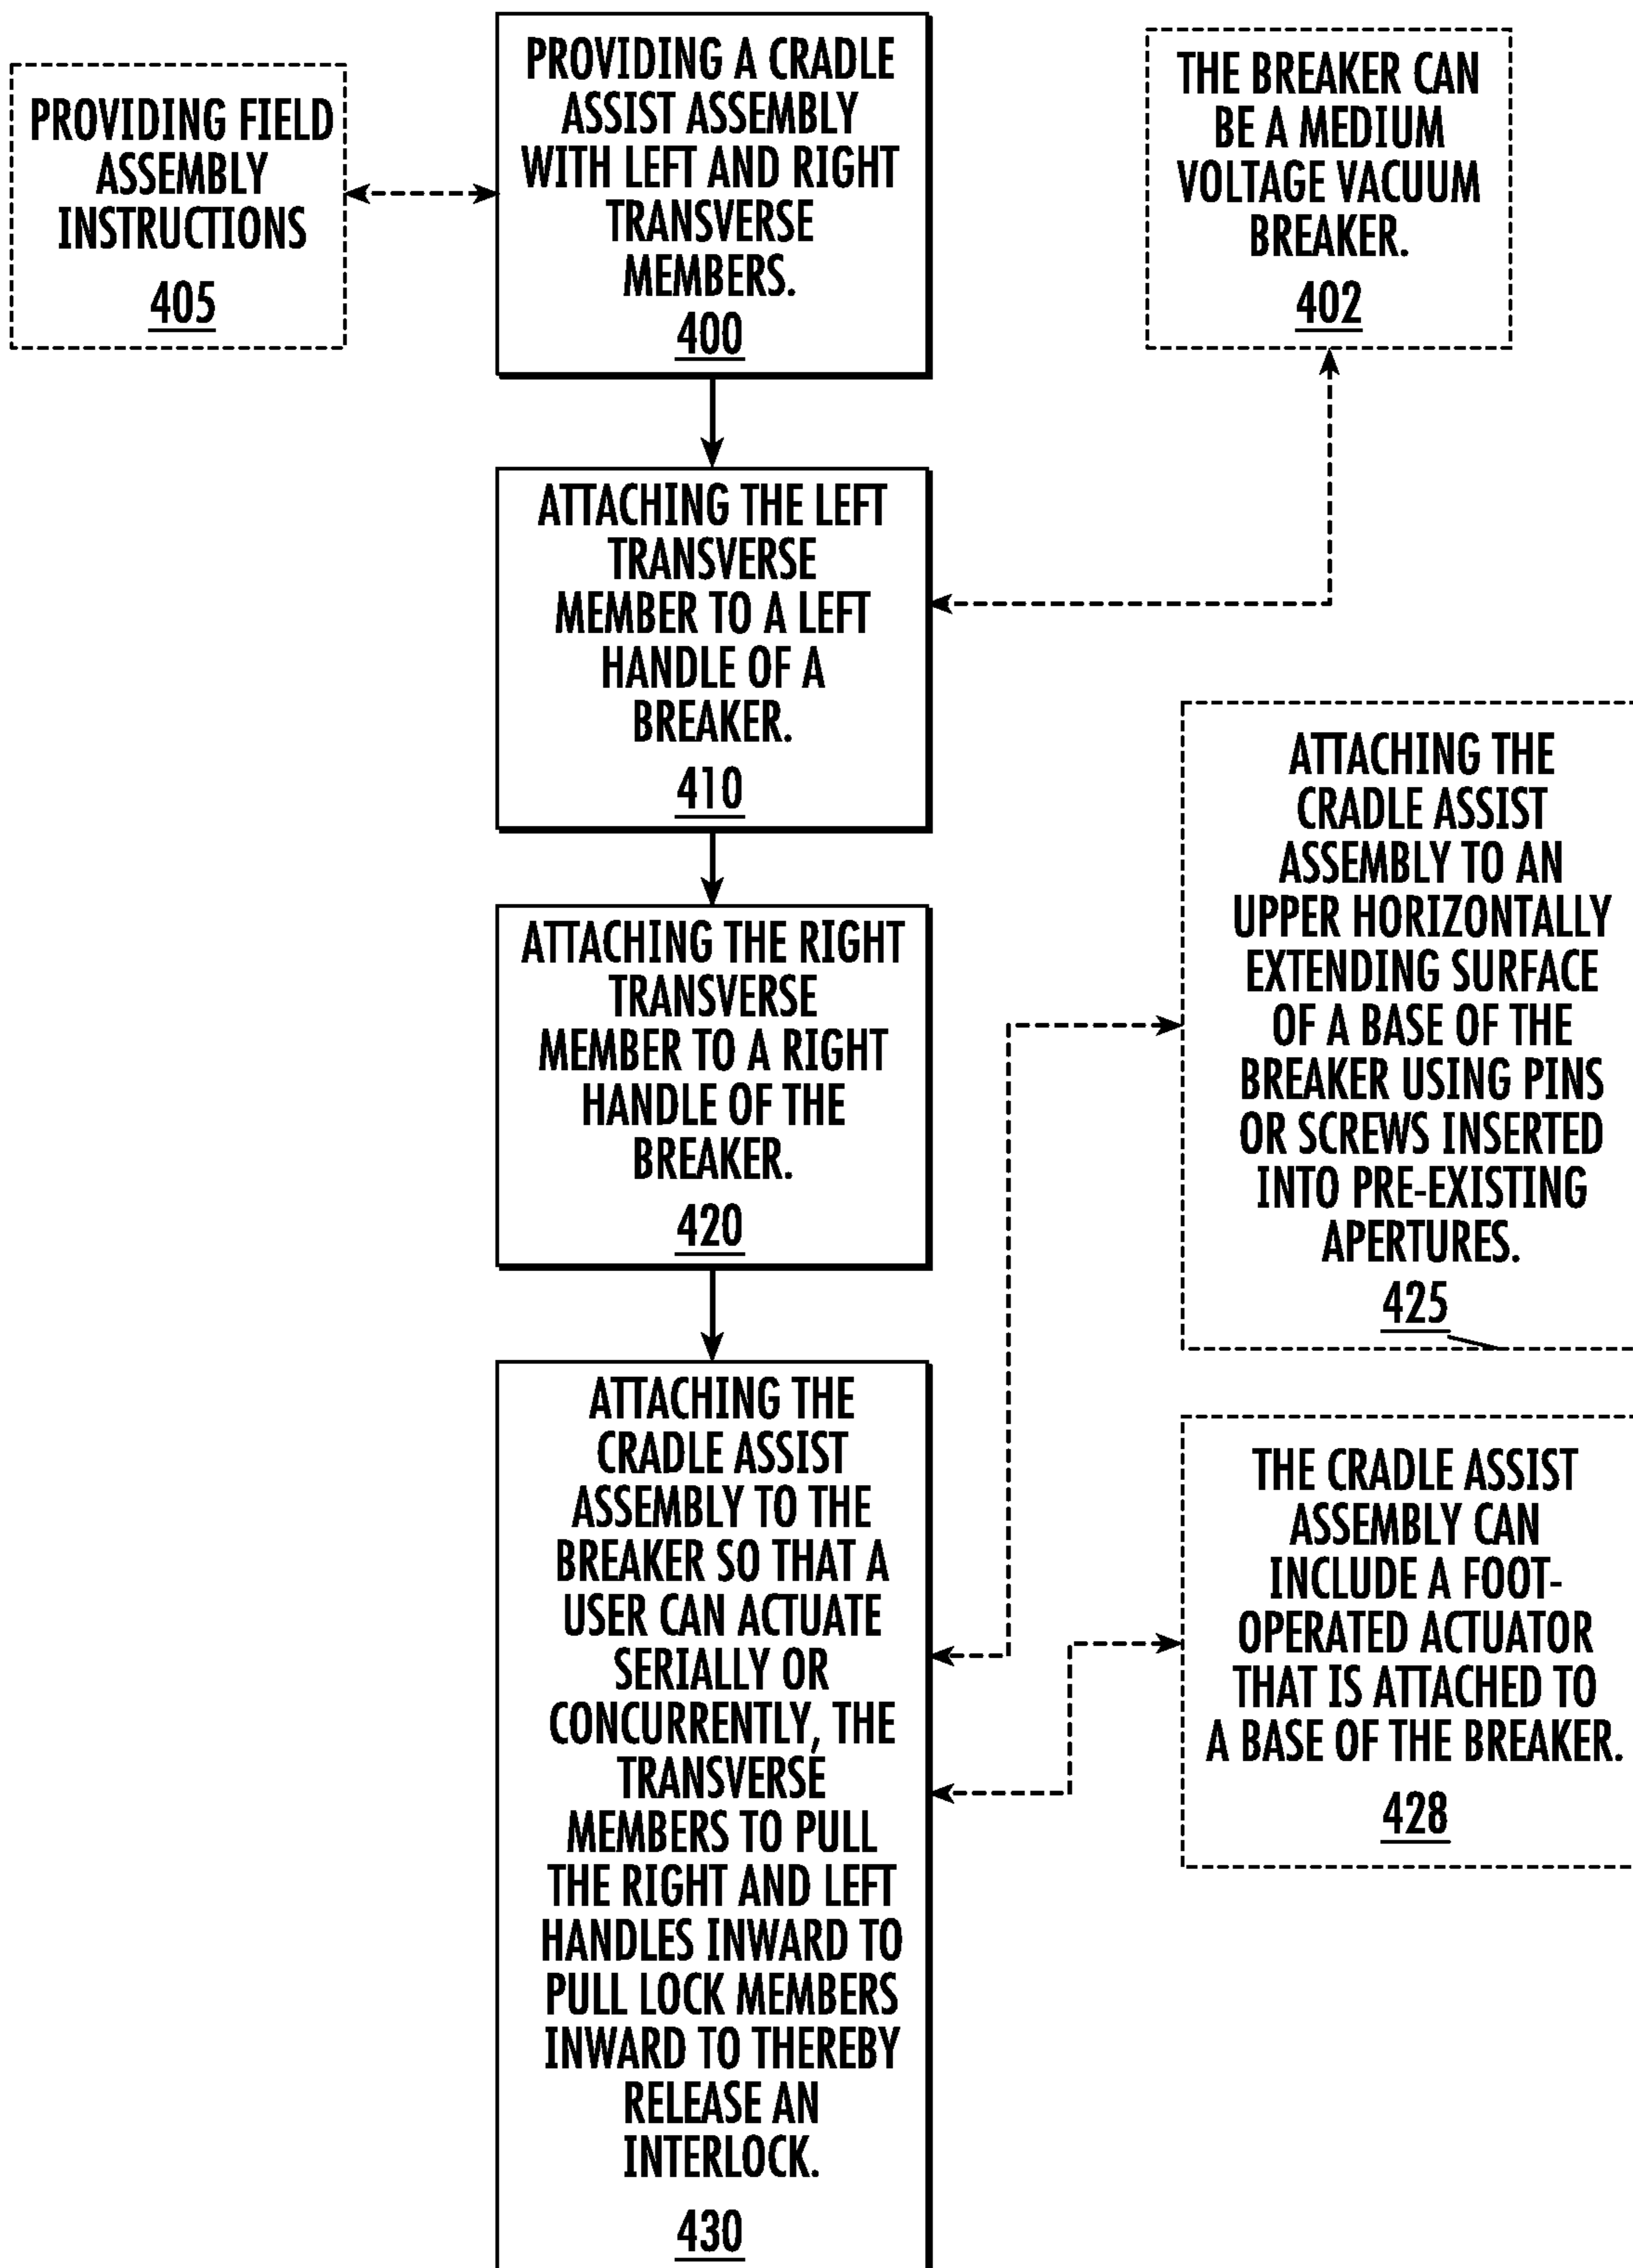 PROVIDING FIELD
ASSEMBLY
INSTRUCTIONS
405
PROVIDING A CRADLE
ASSIST ASSEMBLY
WITH LEFT AND RIGHT
TRANSVERSE
MEMBERS.
400
THE BREAKER CAN
BE A MEDIUM
VOLTAGE VACUUM
BREAKER.
402
ATTACHING THE LEFT
TRANSVERSE
MEMBER TO A LEFT
HANDLE OF A
BREAKER.
410
ATTACHING THE RIGHT
TRANSVERSE
MEMBER TO A RIGHT
HANDLE OF THE
BREAKER.
420
ATTACHING THE
CRADLE ASSIST
ASSEMBLY TO AN
UPPER HORIZONTALLY
EXTENDING SURFACE
OF A BASE OF THE
BREAKER USING PINS
OR SCREWS INSERTED
INTO PRE-EXISTING
APERTURES.
425
ATTACHING THE
CRADLE ASSIST
ASSEMBLY TO THE
BREAKER SO THAT A
USER CAN ACTUATE
SERIALLY OR
CONCURRENTLY, THE
TRANSVERSE
MEMBERS TO PULL
THE RIGHT AND LEFT
HANDLES INWARD TO
PULL LOCK MEMBERS
INWARD TO THEREBY
RELEASE AN
INTERLOCK.
430
THE CRADLE ASSIST
ASSEMBLY CAN
INCLUDE A FOOT-
OPERATED ACTUATOR
THAT IS ATTACHED TO
A BASE OF THE BREAKER.
428